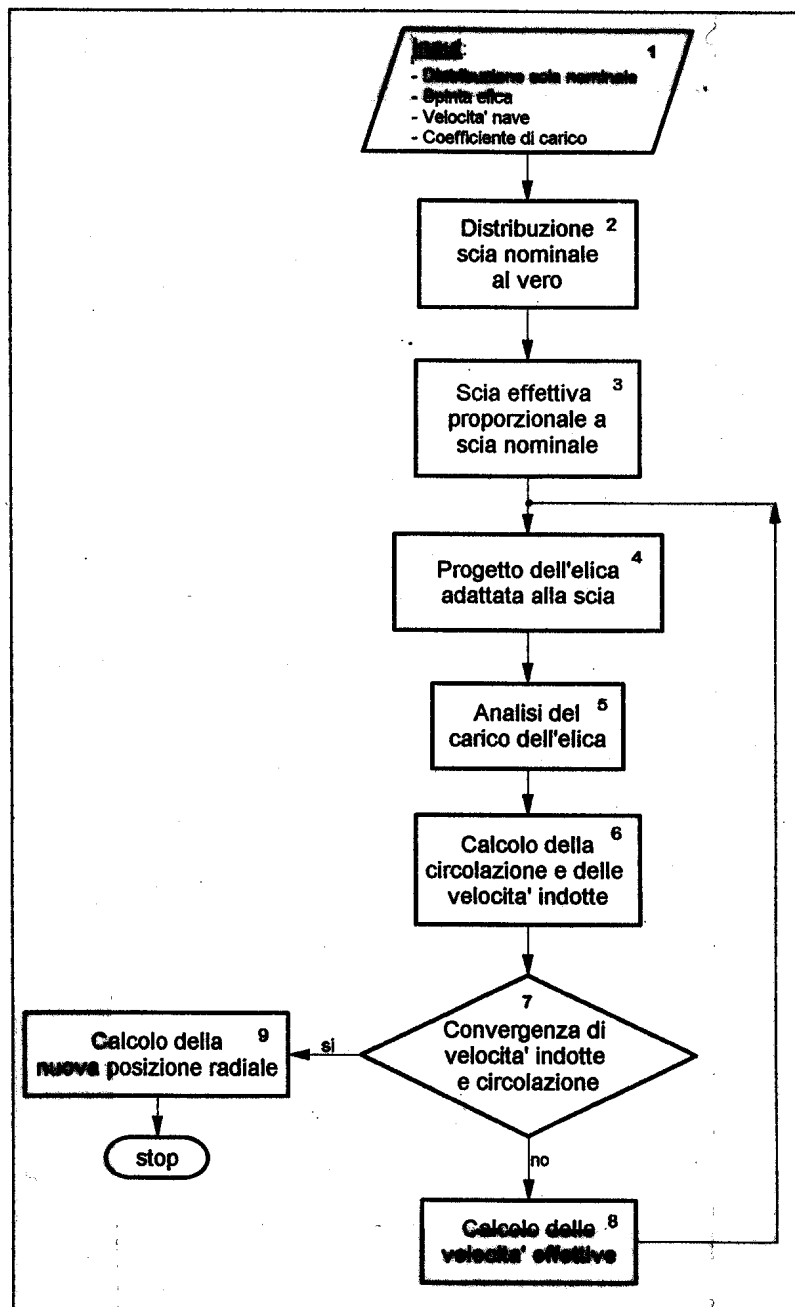 Input: 1
- Distribuzione scia nominale
- Spinta elica
- Velocita' nave
- Coefficiente di carico
Distribuzione 2
scia nominale
al vero
Scia effettiva 3
proporzionale a
scia nominale
Progetto dell'elica 4
adattata alla scia
Analisi del 5
carico dell'elica
Calcolo della 6
circolazione e delle
velocita' indotte
7
Convergenza di
velocita' indotte
e circolazione
si
Calcolo della 9
nuova posizione radiale
stop
no
Calcolo delle 8
velocita' effettive